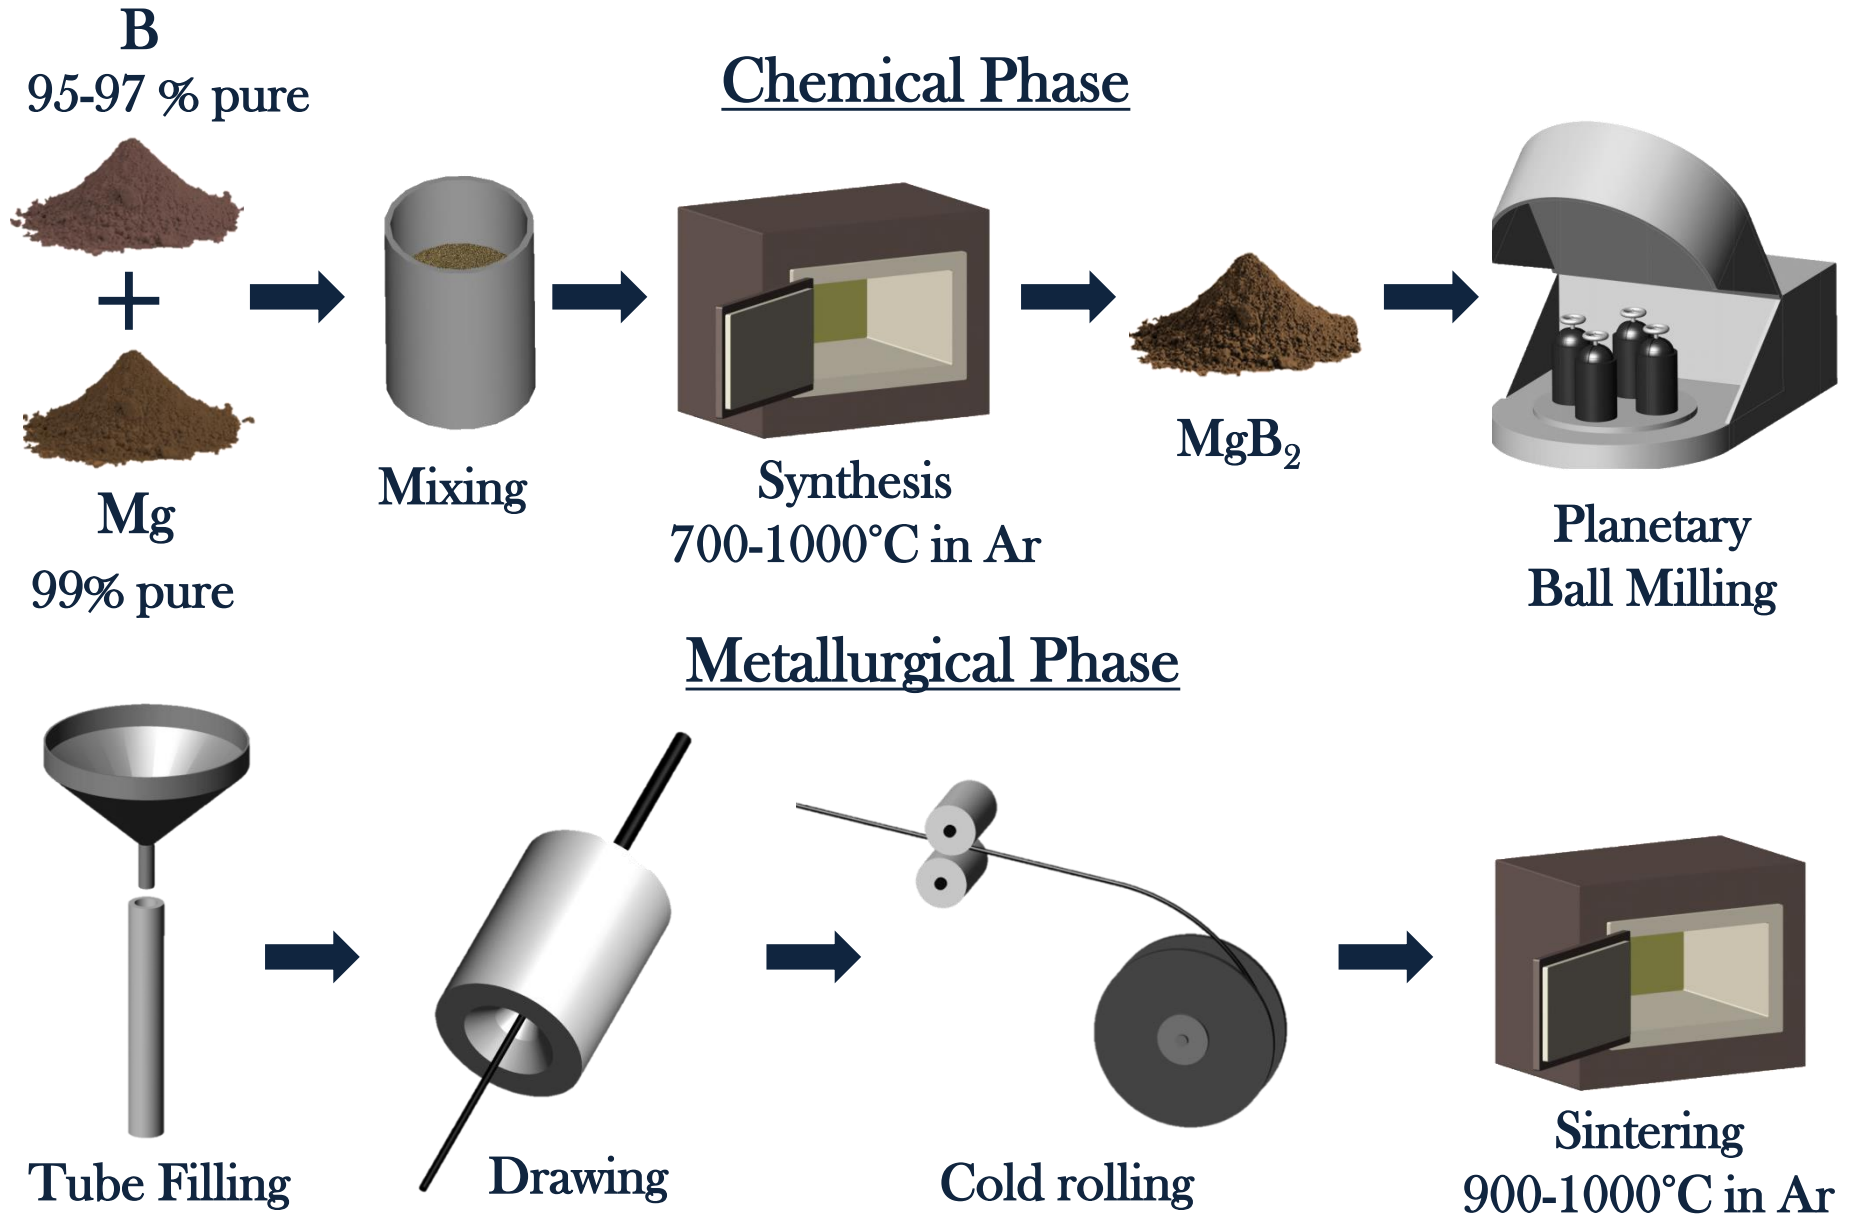 B
95-97 % pure
Chemical Phase
Mg
99% pure
Mixing
Synthesis
700-1000°C in Ar
MgB₂
Planetary
Ball Milling
Metallurgical Phase
Tube Filling
Drawing
Cold rolling
Sintering
900-1000°C in Ar